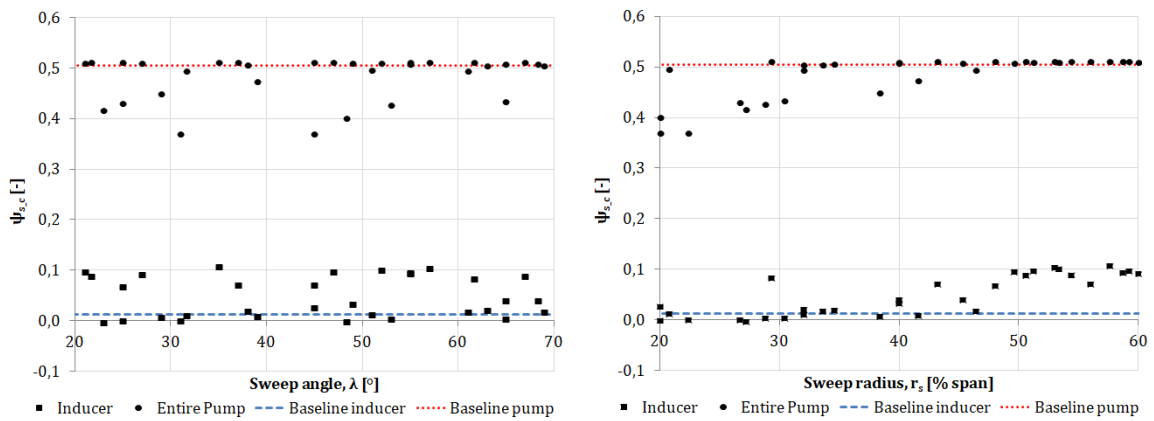 0,6
0,5
0,4
0,3
0,2
0,1
0,0
-0,1
ψs_c [-]
20 30 40 50 60 70
Sweep angle, λ [°]
Inducer Entire Pump Baseline inducer Baseline pump
0,6
0,5
0,4
0,3
0,2
0,1
0,0
-0,1
ψs_c [-]
20 30 40 50 60
Sweep radius, rs [% span]
Inducer Entire Pump Baseline inducer Baseline pump